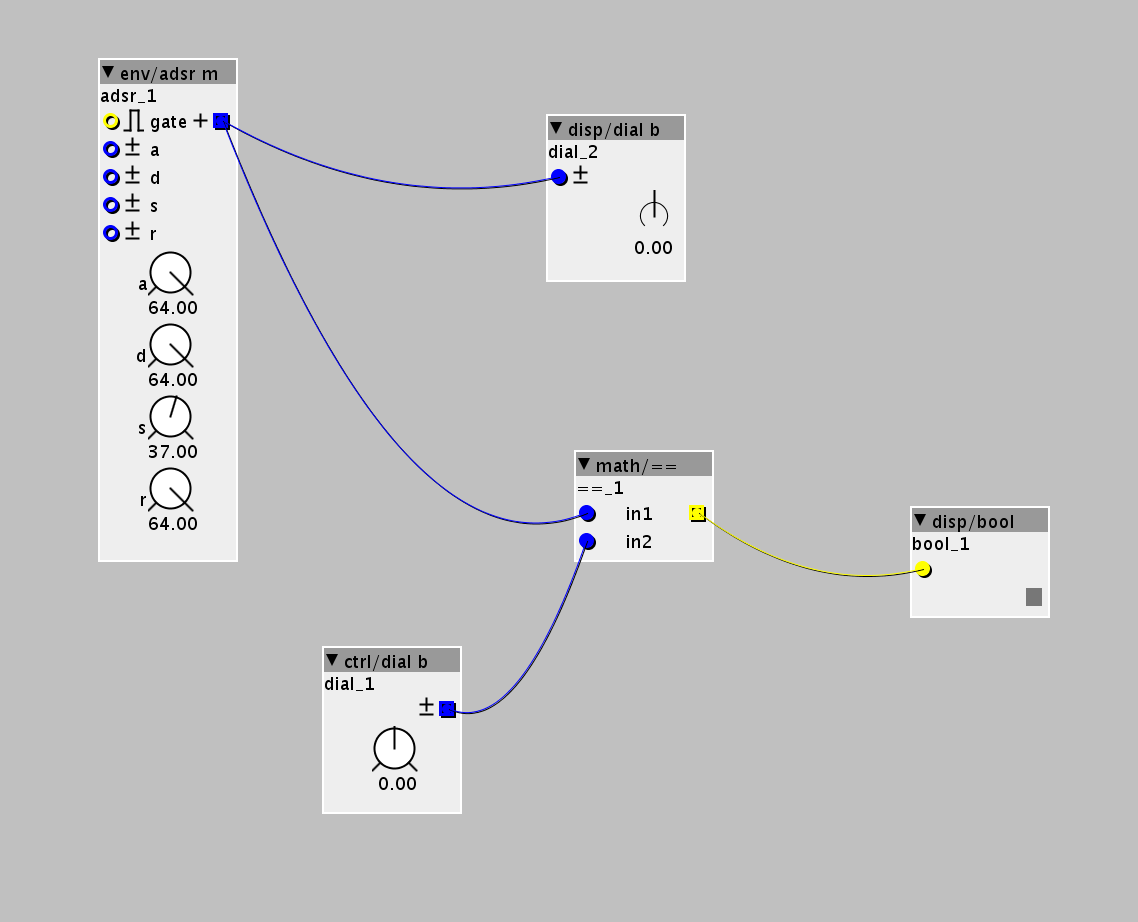 ▼ env/adsr m
adsr_1
gate +
± a
± d
± s
± r
a
64.00
d
64.00
s
37.00
r
64.00
▼ disp/dial b
dial_2
±
0.00
▼ math/==
==_1
in1
in2
▼ disp/bool
bool_1
▼ ctrl/dial b
dial_1
±
0.00